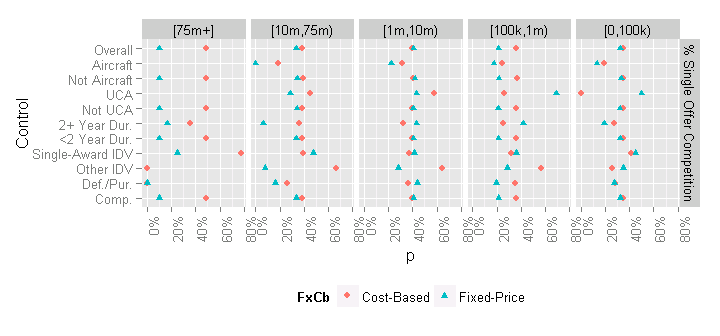 [75m+] [10m,75m) [1m,10m) [100k,1m) [0,100k)
Control
Overall
Aircraft
Not Aircraft
UCA
Not UCA
2+ Year Dur.
<2 Year Dur.
Single-Award IDV
Other IDV
Def./Pur.
Comp.
% Single Offer Competition
0% 20% 40% 60% 80% 0% 20% 40% 60% 80% 0% 20% 40% 60% 80% 0% 20% 40% 60% 80% 0% 20% 40% 60% 80%
p
FxCb Cost-Based Fixed-Price